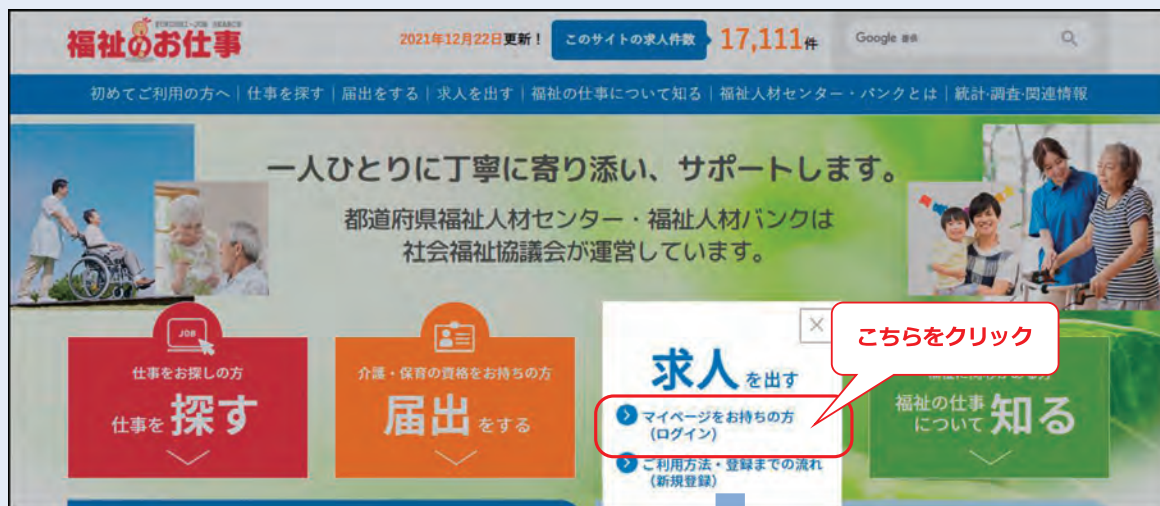 FUKUSHI-JOB SEARCH
福祉のお仕事
2021年12月22日更新！
このサイトの求人件数
17,111件
Google 提供
初めてご利用の方へ｜仕事を探す｜届出をする｜求人を出す｜福祉の仕事について知る｜福祉人材センター・バンクとは｜統計·調査·関連情報
一人ひとりに丁寧に寄り添い、サポートします。
都道府県福祉人材センター・福祉人材バンクは
社会福祉協議会が運営しています。
JOB
仕事をお探しの方
仕事を探す
介護・保育の資格をお持ちの方
届出をする
求人を出す
マイページをお持ちの方
（ログイン）
ご利用方法・登録までの流れ
（新規登録）
こちらをクリック
福祉の仕事
について知る